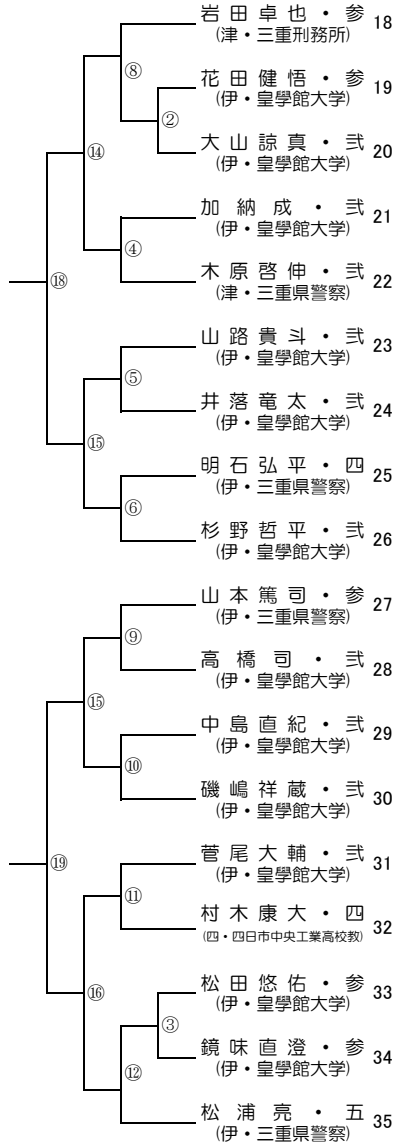 岩田卓也・参 18
(津・三重刑務所)
⑧
花田健悟・参 19
(伊・皇學館大学)
②
大山諒真・弐 20
(伊・皇學館大学)
⑭
加納成・弐 21
(伊・皇學館大学)
④
木原啓伸・弐 22
(津・三重県警察)
⑱
山路貴斗・弐 23
(伊・皇學館大学)
⑤
井落竜太・弐 24
(伊・皇學館大学)
⑮
明石弘平・四 25
(伊・三重県警察)
⑥
杉野哲平・弐 26
(伊・皇學館大学)
山本篤司・参 27
(伊・三重県警察)
⑨
高橋司・弐 28
(伊・皇學館大学)
⑮
中島直紀・弐 29
(伊・皇學館大学)
⑩
磯嶋祥蔵・弐 30
(伊・皇學館大学)
⑲
菅尾大輔・弐 31
(伊・皇學館大学)
⑪
村木康大・四 32
(四・四日市中央工業高校教)
⑯
松田悠佑・参 33
(伊・皇學館大学)
③
鏡味直澄・参 34
(伊・皇學館大学)
⑫
松浦亮・五 35
(伊・三重県警察)